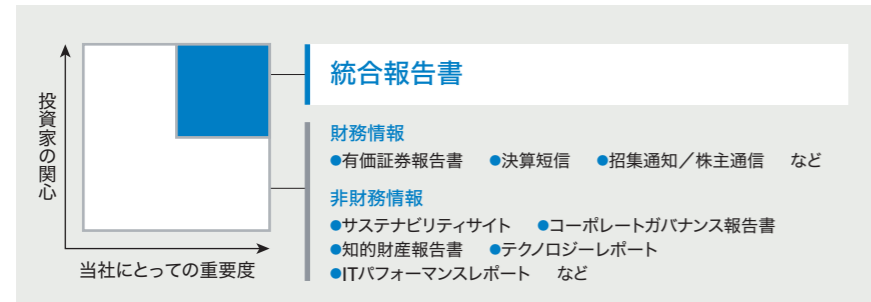 投資家の関心
当社にとっての重要度
統合報告書
財務情報
●有価証券報告書 ●決算短信 ●招集通知／株主通信 など
非財務情報
●サステナビリティサイト ●コーポレートガバナンス報告書
●知的財産報告書 ●テクノロジーレポート
●ITパフォーマンスレポート など